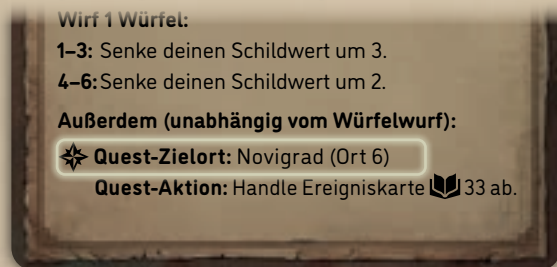 Wirf 1 Würfel:
1–3: Senke deinen Schildwert um 3.
4–6: Senke deinen Schildwert um 2.
Außerdem (unabhängig vom Würfelwurf):
Quest-Zielort: Novigrad (Ort 6)
Quest-Aktion: Handle Ereigniskarte 33 ab.